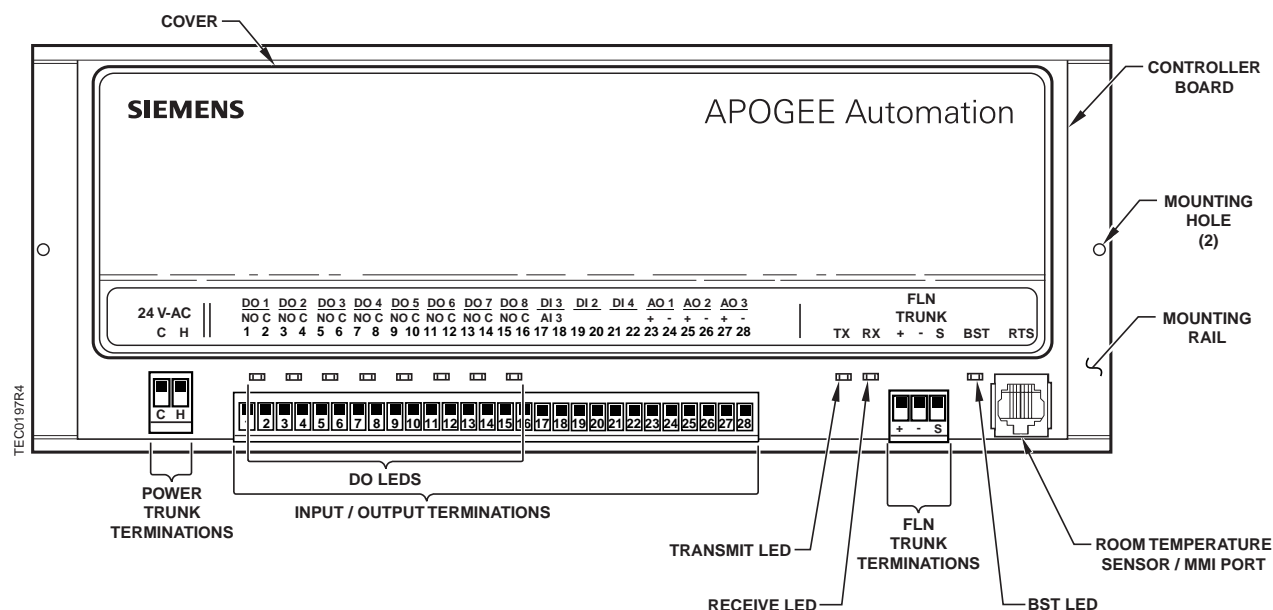 COVER
CONTROLLER
BOARD
SIEMENS
APOGEE Automation
MOUNTING
HOLE
(2)
MOUNTING
RAIL
24 V-AC
C H
DO 1 DO 2 DO 3 DO 4 DO 5 DO 6 DO 7 DO 8 DI 3 DI 2 DI 4 AO 1 AO 2 AO 3
NO C NO C NO C NO C NO C NO C NO C NO C AI 3 + - + - + -
1 2 3 4 5 6 7 8 9 10 11 12 13 14 15 16 17 18 19 20 21 22 23 24 25 26 27 28
FLN
TRUNK
TX RX + - S BST RTS
TEC0197R4
C H
1 2 3 4 5 6 7 8 9 10 11 12 13 14 15 16 17 18 19 20 21 22 23 24 25 26 27 28
+ - S
POWER
TRUNK
TERMINATIONS
DO LEDS
INPUT / OUTPUT TERMINATIONS
TRANSMIT LED
RECEIVE LED
FLN
TRUNK
TERMINATIONS
BST LED
ROOM TEMPERATURE
SENSOR / MMI PORT